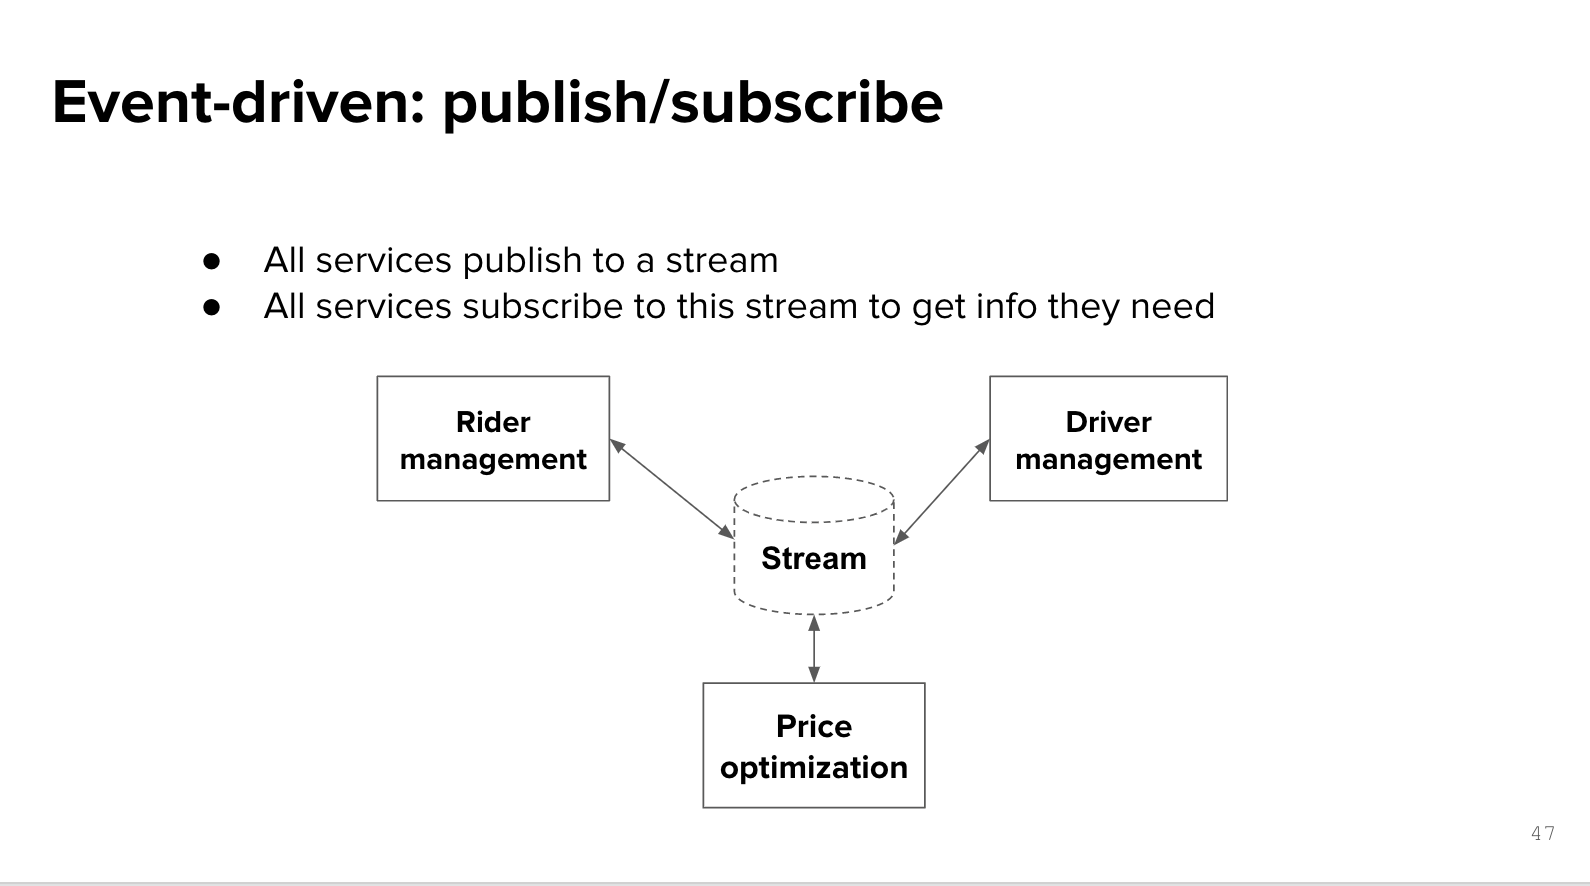 Event-driven: publish/subscribe
● All services publish to a stream
● All services subscribe to this stream to get info they need
Rider
management
Driver
management
Stream
Price
optimization
47